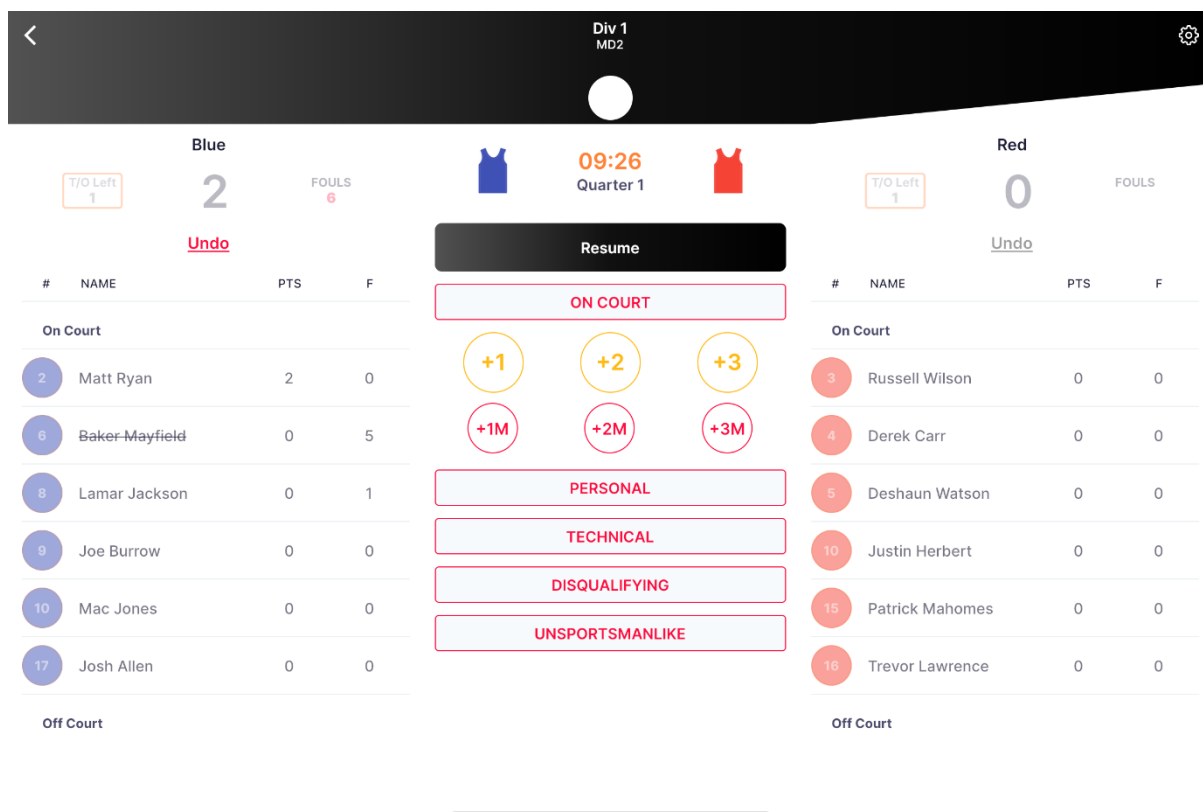 Div 1
MD2
Blue
T/O Left
1
2
FOULS
6
Undo
# NAME PTS F
On Court
2 Matt Ryan 2 0
6 Baker Mayfield 0 5
8 Lamar Jackson 0 1
9 Joe Burrow 0 0
10 Mac Jones 0 0
17 Josh Allen 0 0
Off Court
09:26
Quarter 1
Resume
ON COURT
+1 +2 +3
+1M +2M +3M
PERSONAL
TECHNICAL
DISQUALIFYING
UNSPORTSMANLIKE
Red
T/O Left
1
0
FOULS
Undo
# NAME PTS F
On Court
3 Russell Wilson 0 0
4 Derek Carr 0 0
5 Deshaun Watson 0 0
10 Justin Herbert 0 0
15 Patrick Mahomes 0 0
16 Trevor Lawrence 0 0
Off Court